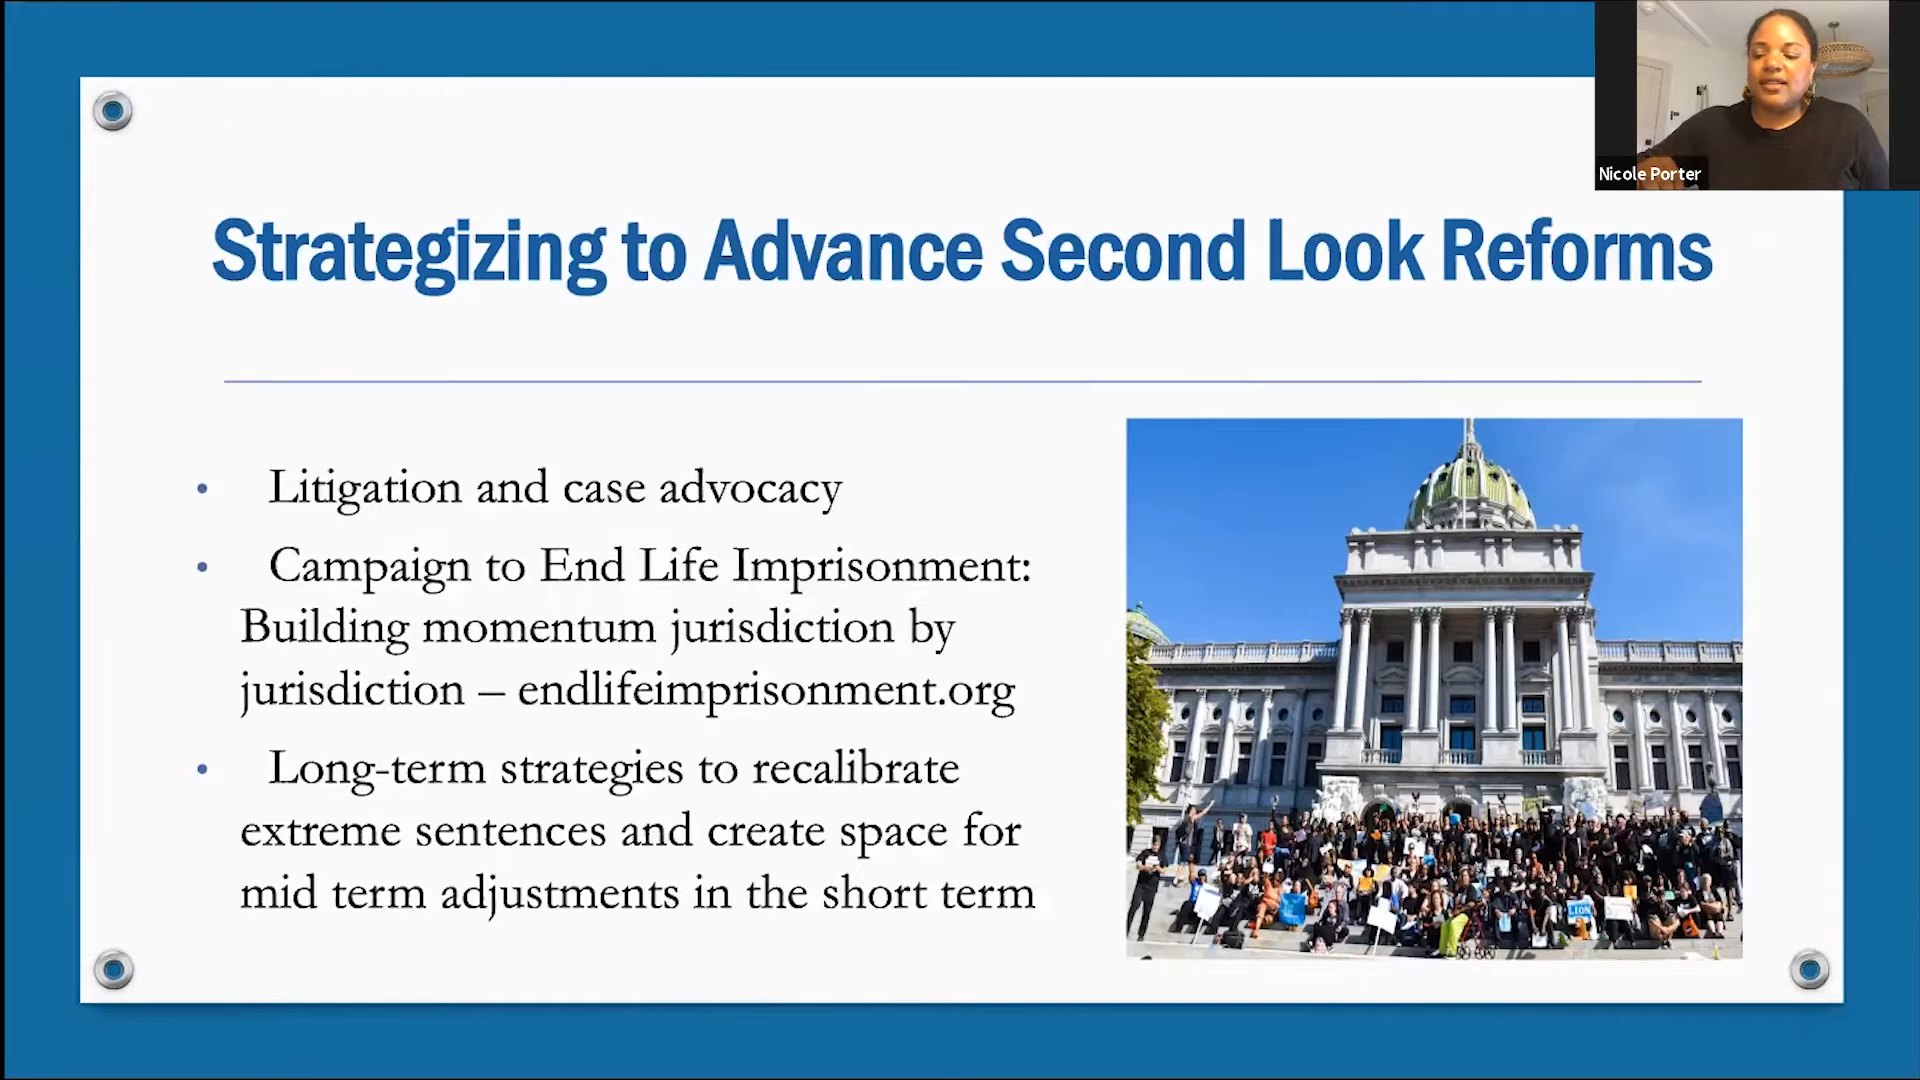 Nicole Porter
Strategizing to Advance Second Look Reforms
• Litigation and case advocacy
• Campaign to End Life Imprisonment:
Building momentum jurisdiction by
jurisdiction – endlifeimprisonment.org
• Long-term strategies to recalibrate
extreme sentences and create space for
mid term adjustments in the short term
LION